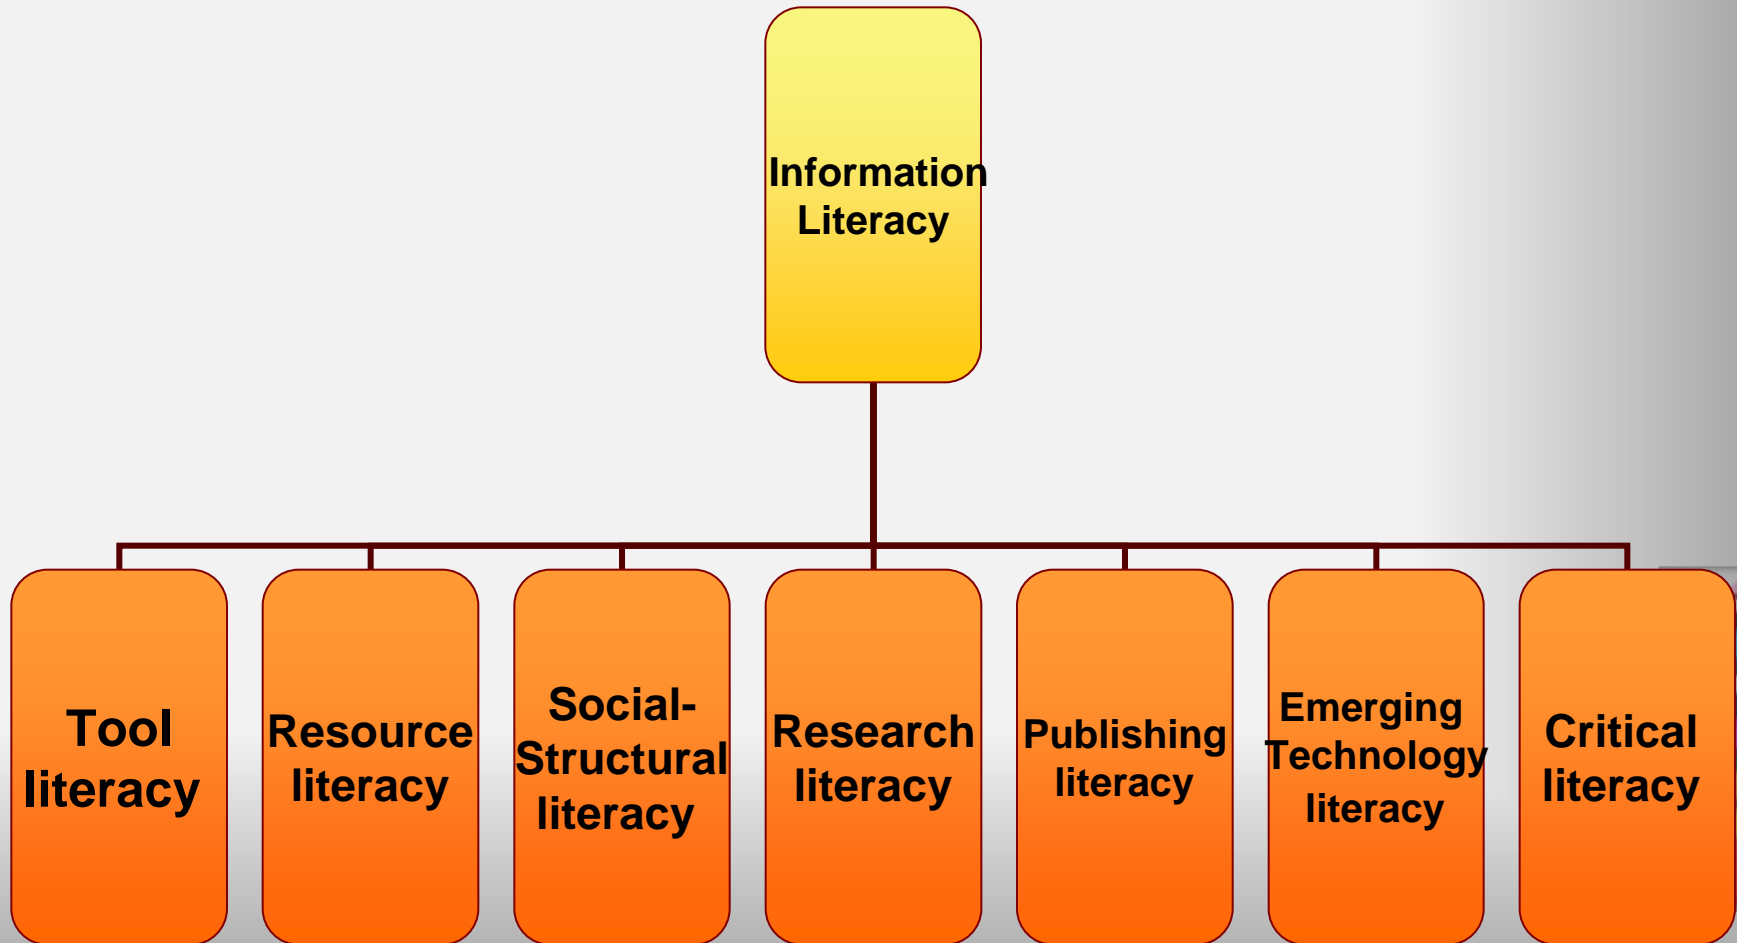 Information
Literacy
Tool
literacy
Resource
literacy
Social-
Structural
literacy
Research
literacy
Publishing
literacy
Emerging
Technology
literacy
Critical
literacy